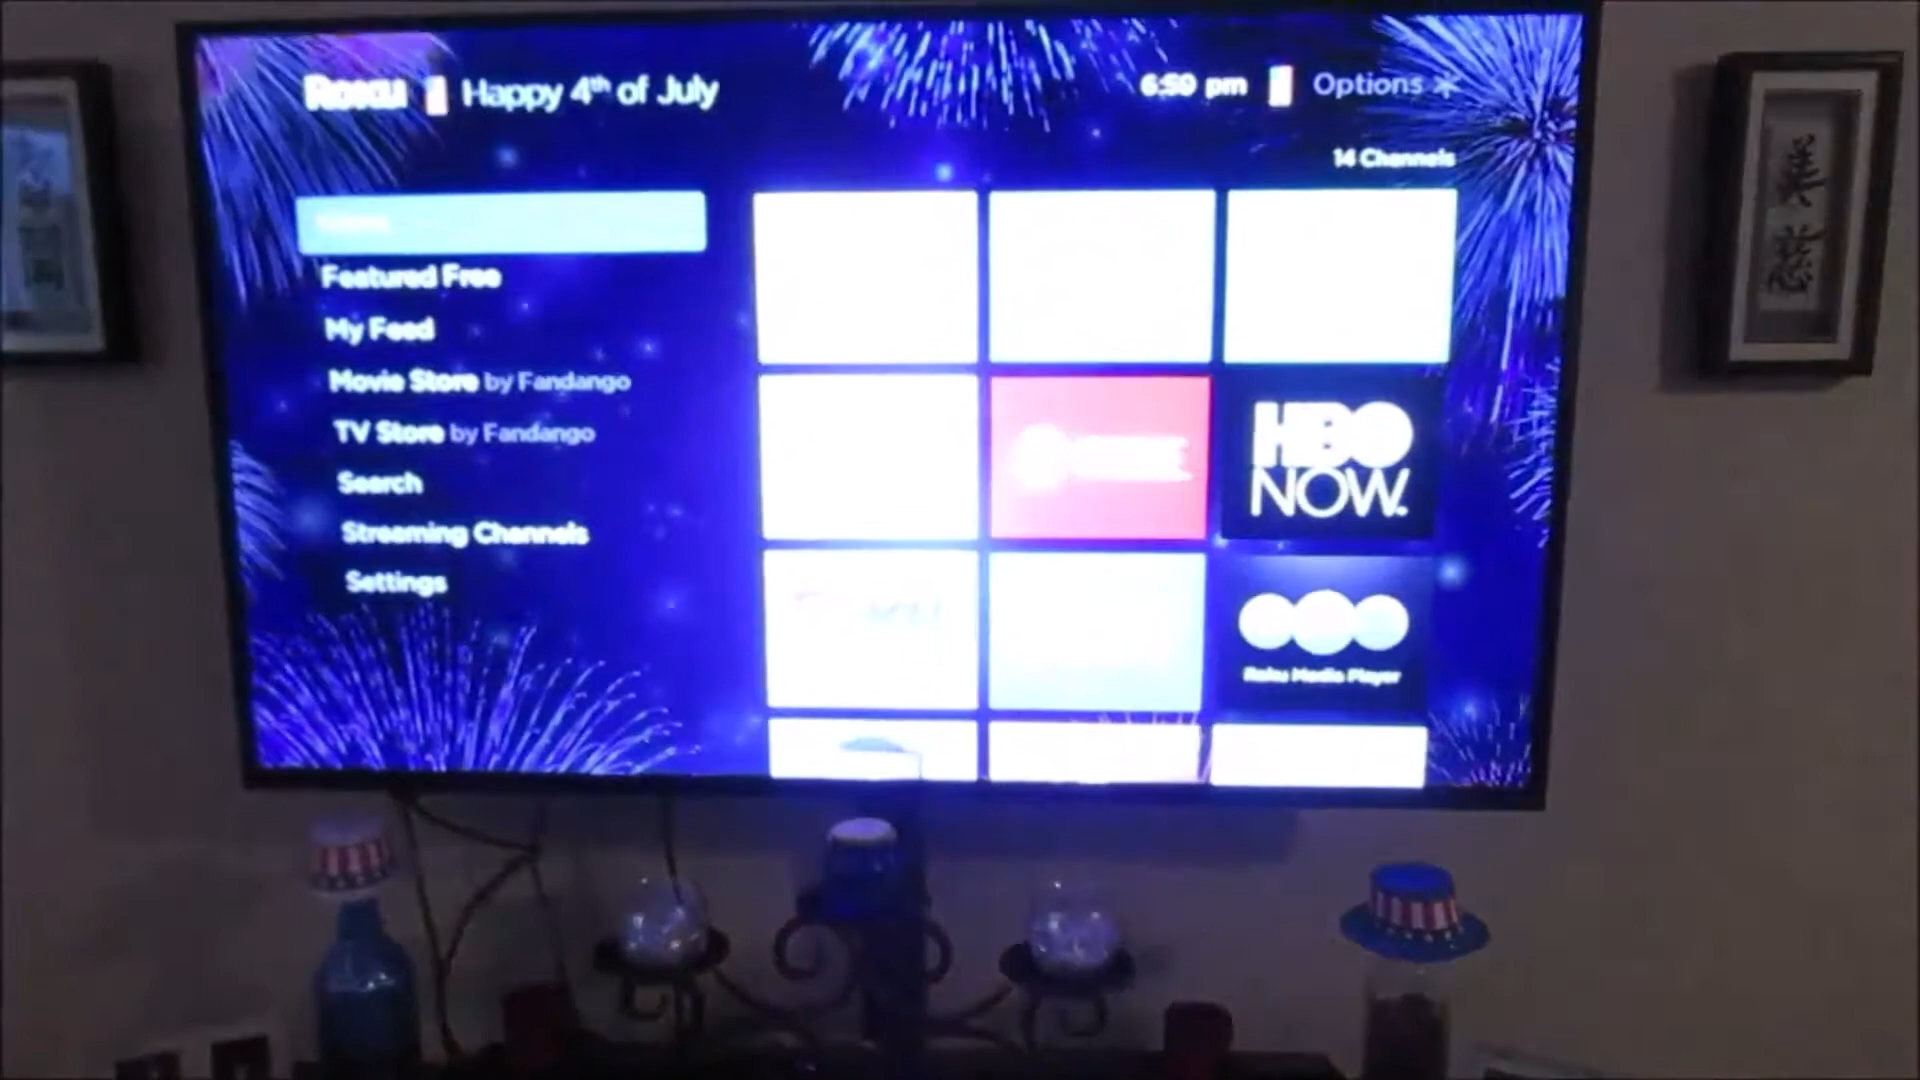 Roku Happy 4th of July
6:59 pm Options
14 Channels
Featured Free
My Feed
Movie Store by Fandango
TV Store by Fandango
Search
Streaming Channels
Settings
HBO
NOW.
Roku Media Player